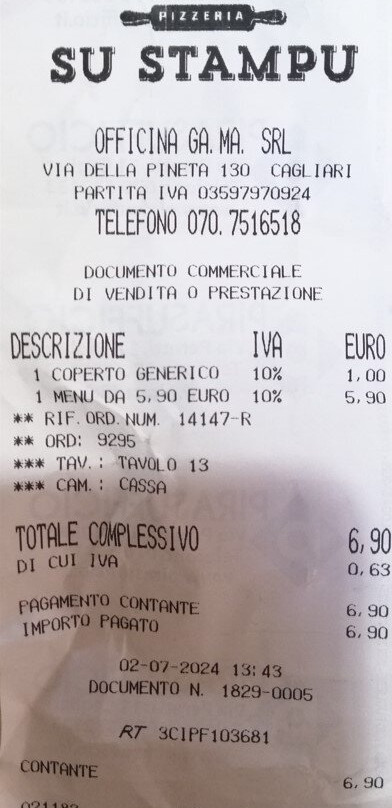 PIZZERIA
SU STAMPU
OFFICINA GA.MA. SRL
VIA DELLA PINETA 130 CAGLIARI
PARTITA IVA 03597970924
TELEFONO 070.7516518
DOCUMENTO COMMERCIALE
DI VENDITA O PRESTAZIONE
DESCRIZIONE IVA EURO
1 COPERTO GENERICO 10% 1,00
1 MENU DA 5,90 EURO 10% 5,90
** RIF.ORD.NUM. 14147-R
** ORD: 9295
*** TAV.: TAVOLO 13
*** CAM.: CASSA
TOTALE COMPLESSIVO 6,90
DI CUI IVA 0,63
PAGAMENTO CONTANTE 6,90
IMPORTO PAGATO 6,90
02-07-2024 13:43
DOCUMENTO N. 1829-0005
RT 3CIPF103681
CONTANTE 6,90